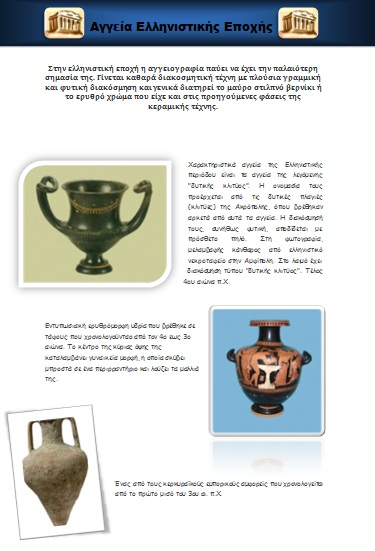 Αγγεία Ελληνιστικής Εποχής
Στην ελληνιστική εποχή η αγγειογραφία παύει να έχει την παλαιότερη
σημασία της. Γίνεται καθαρά διακοσμητική τέχνη με πλούσια γραμμική
και φυτική διακόσμηση και γενικά διατηρεί το μαύρο στιλπνό βερνίκι ή
το ερυθρό χρώμα που είχε και στις προηγούμενες φάσεις της
κεραμικής τέχνης.
Χαρακτηριστικά αγγεία της Ελληνιστικής
περιόδου είναι τα αγγεία της λεγόμενης
"δυτικής κλιτύος". Η ονομασία τους
προέρχεται από τις δυτικές πλαγιές
(κλιτύες) της Ακρόπολης, όπου βρέθηκαν
αρκετά από αυτά τα αγγεία. Η διακόσμησή
τους, συνήθως φυτική, αποδίδεται με
πρόσθετο πηλό. Στη φωτογραφία,
μελαμβαφής κάνθαρος από ελληνιστικό
νεκροταφείο στην Αμφίπολη. Στο λαιμό έχει
διακόσμηση τύπου "δυτικής κλιτύος". Τέλος
4ου αιώνα π.Χ.
Εντυπωσιακή ερυθρόμορφη υδρία που βρέθηκε σε
τάφους που χρονολογούνται από τον 4ο εως 3ο
αιώνα. Το κέντρο της κύριας όψης της
καταλαμβάνει γυναικεία μορφή, η οποία σκύβει
μπροστά σε ένα περιρραντήριο και λούζει τα μαλλιά
της.
Ένας από τους κερκυραϊκούς εμπορικούς αμφορείς που χρονολογείται
από το πρώτο μισό του 3ου αι. π.Χ.